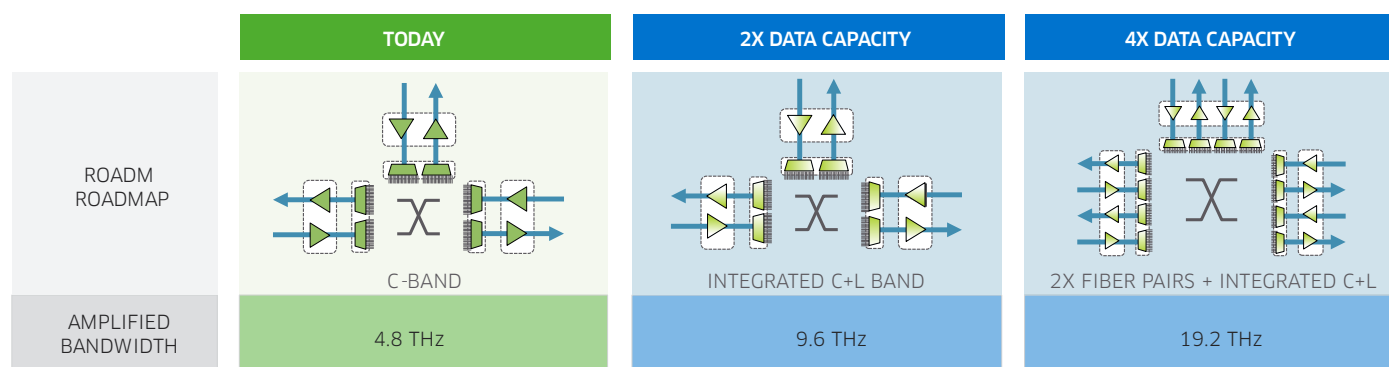 TODAY
2X DATA CAPACITY
4X DATA CAPACITY
ROADM
ROADMAP
C-BAND
INTEGRATED C+L BAND
2X FIBER PAIRS + INTEGRATED C+L
AMPLIFIED
BANDWIDTH
4.8 THz
9.6 THz
19.2 THz